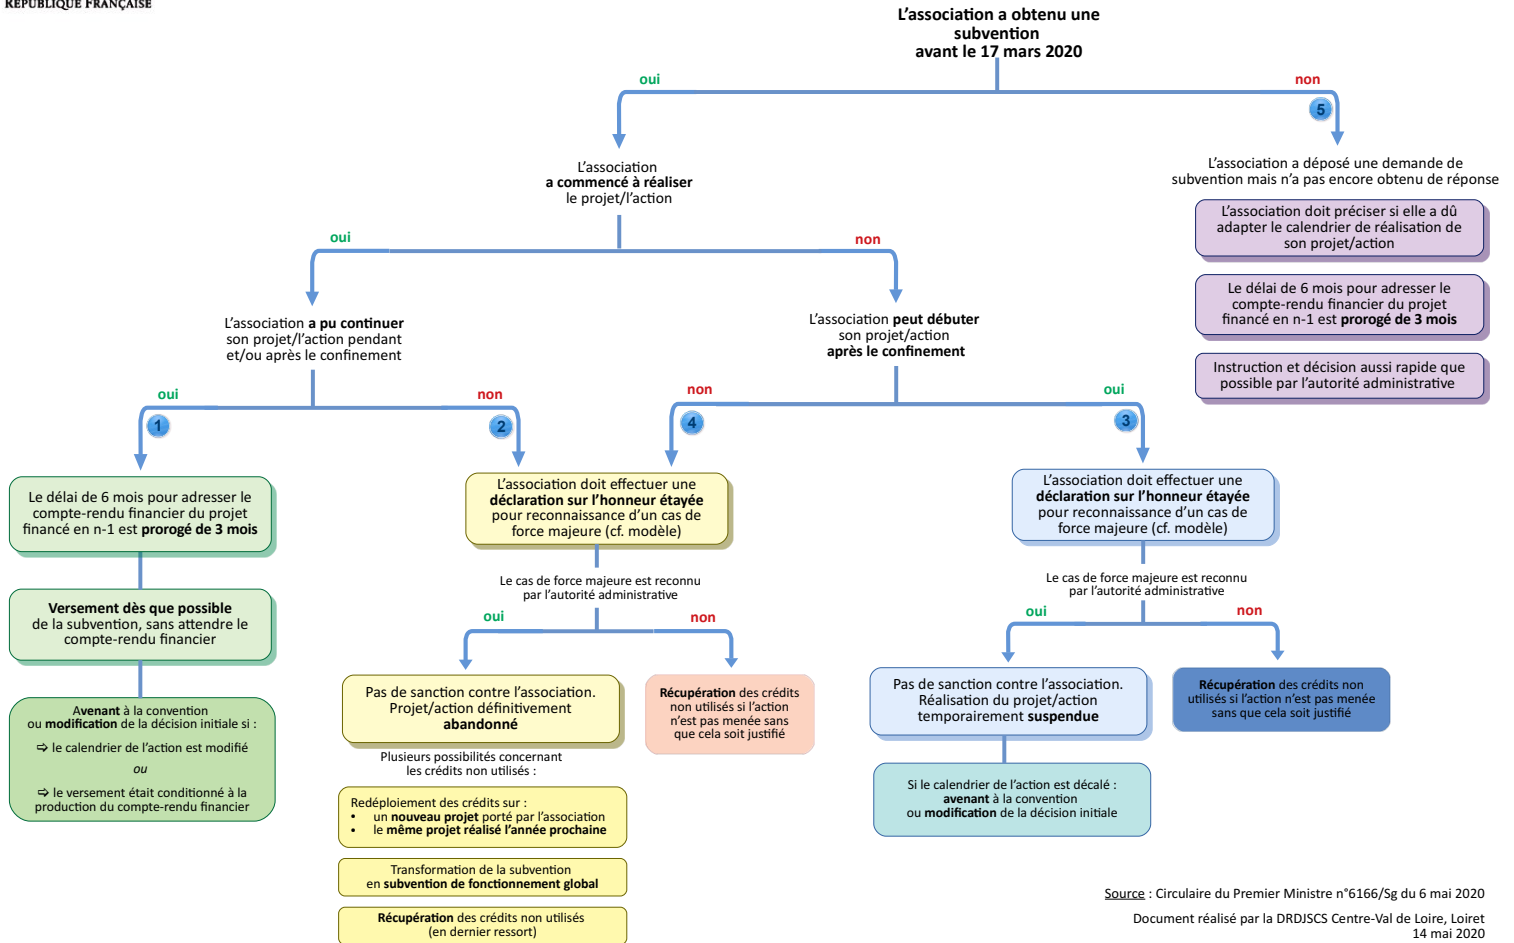 RÉPUBLIQUE FRANÇAISE
L'association a obtenu une
subvention
avant le 17 mars 2020
oui
non
5
L'association
a commencé à réaliser
le projet/l'action
L'association a déposé une demande de
subvention mais n'a pas encore obtenu de réponse
L'association doit préciser si elle a dû
adapter le calendrier de réalisation de
son projet/action
Le délai de 6 mois pour adresser le
compte-rendu financier du projet
financé en n-1 est prorogé de 3 mois
Instruction et décision aussi rapide que
possible par l'autorité administrative
oui
non
L'association a pu continuer
son projet/l'action pendant
et/ou après le confinement
L'association peut débuter
son projet/action
après le confinement
oui
non
non
oui
1
2
4
3
Le délai de 6 mois pour adresser le
compte-rendu financier du projet
financé en n-1 est prorogé de 3 mois
Versement dès que possible
de la subvention, sans attendre le
compte-rendu financier
Avenant à la convention
ou modification de la décision initiale si :
⇨ le calendrier de l'action est modifié
ou
⇨ le versement était conditionné à la
production du compte-rendu financier
L'association doit effectuer une
déclaration sur l'honneur étayée
pour reconnaissance d'un cas de
force majeure (cf. modèle)
Le cas de force majeure est reconnu
par l'autorité administrative
oui
non
Pas de sanction contre l'association.
Projet/action définitivement
abandonné
Récupération des crédits
non utilisés si l'action
n'est pas menée sans
que cela soit justifié
Plusieurs possibilités concernant
les crédits non utilisés :
Redéploiement des crédits sur :
• un nouveau projet porté par l'association
• le même projet réalisé l'année prochaine
Transformation de la subvention
en subvention de fonctionnement global
Récupération des crédits non utilisés
(en dernier ressort)
L'association doit effectuer une
déclaration sur l'honneur étayée
pour reconnaissance d'un cas de
force majeure (cf. modèle)
Le cas de force majeure est reconnu
par l'autorité administrative
oui
non
Pas de sanction contre l'association.
Réalisation du projet/action
temporairement suspendue
Récupération des crédits non
utilisés si l'action n'est pas menée
sans que cela soit justifié
Si le calendrier de l'action est décalé :
avenant à la convention
ou modification de la décision initiale
Source : Circulaire du Premier Ministre n°6166/Sg du 6 mai 2020
Document réalisé par la DRDJSCS Centre-Val de Loire, Loiret
14 mai 2020